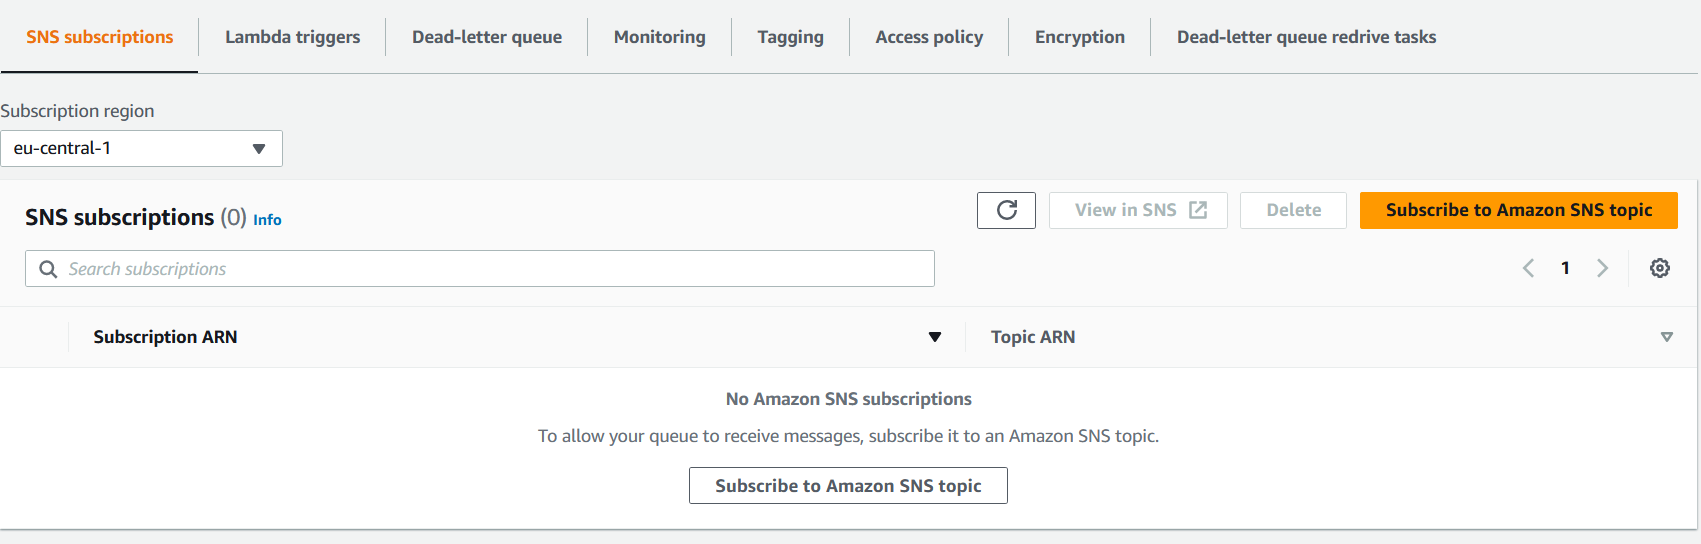 SNS subscriptions Lambda triggers Dead-letter queue Monitoring Tagging Access policy Encryption Dead-letter queue redrive tasks
Subscription region
eu-central-1
SNS subscriptions (0) Info View in SNS Delete Subscribe to Amazon SNS topic
Search subscriptions 1
Subscription ARN Topic ARN
No Amazon SNS subscriptions
To allow your queue to receive messages, subscribe it to an Amazon SNS topic.
Subscribe to Amazon SNS topic